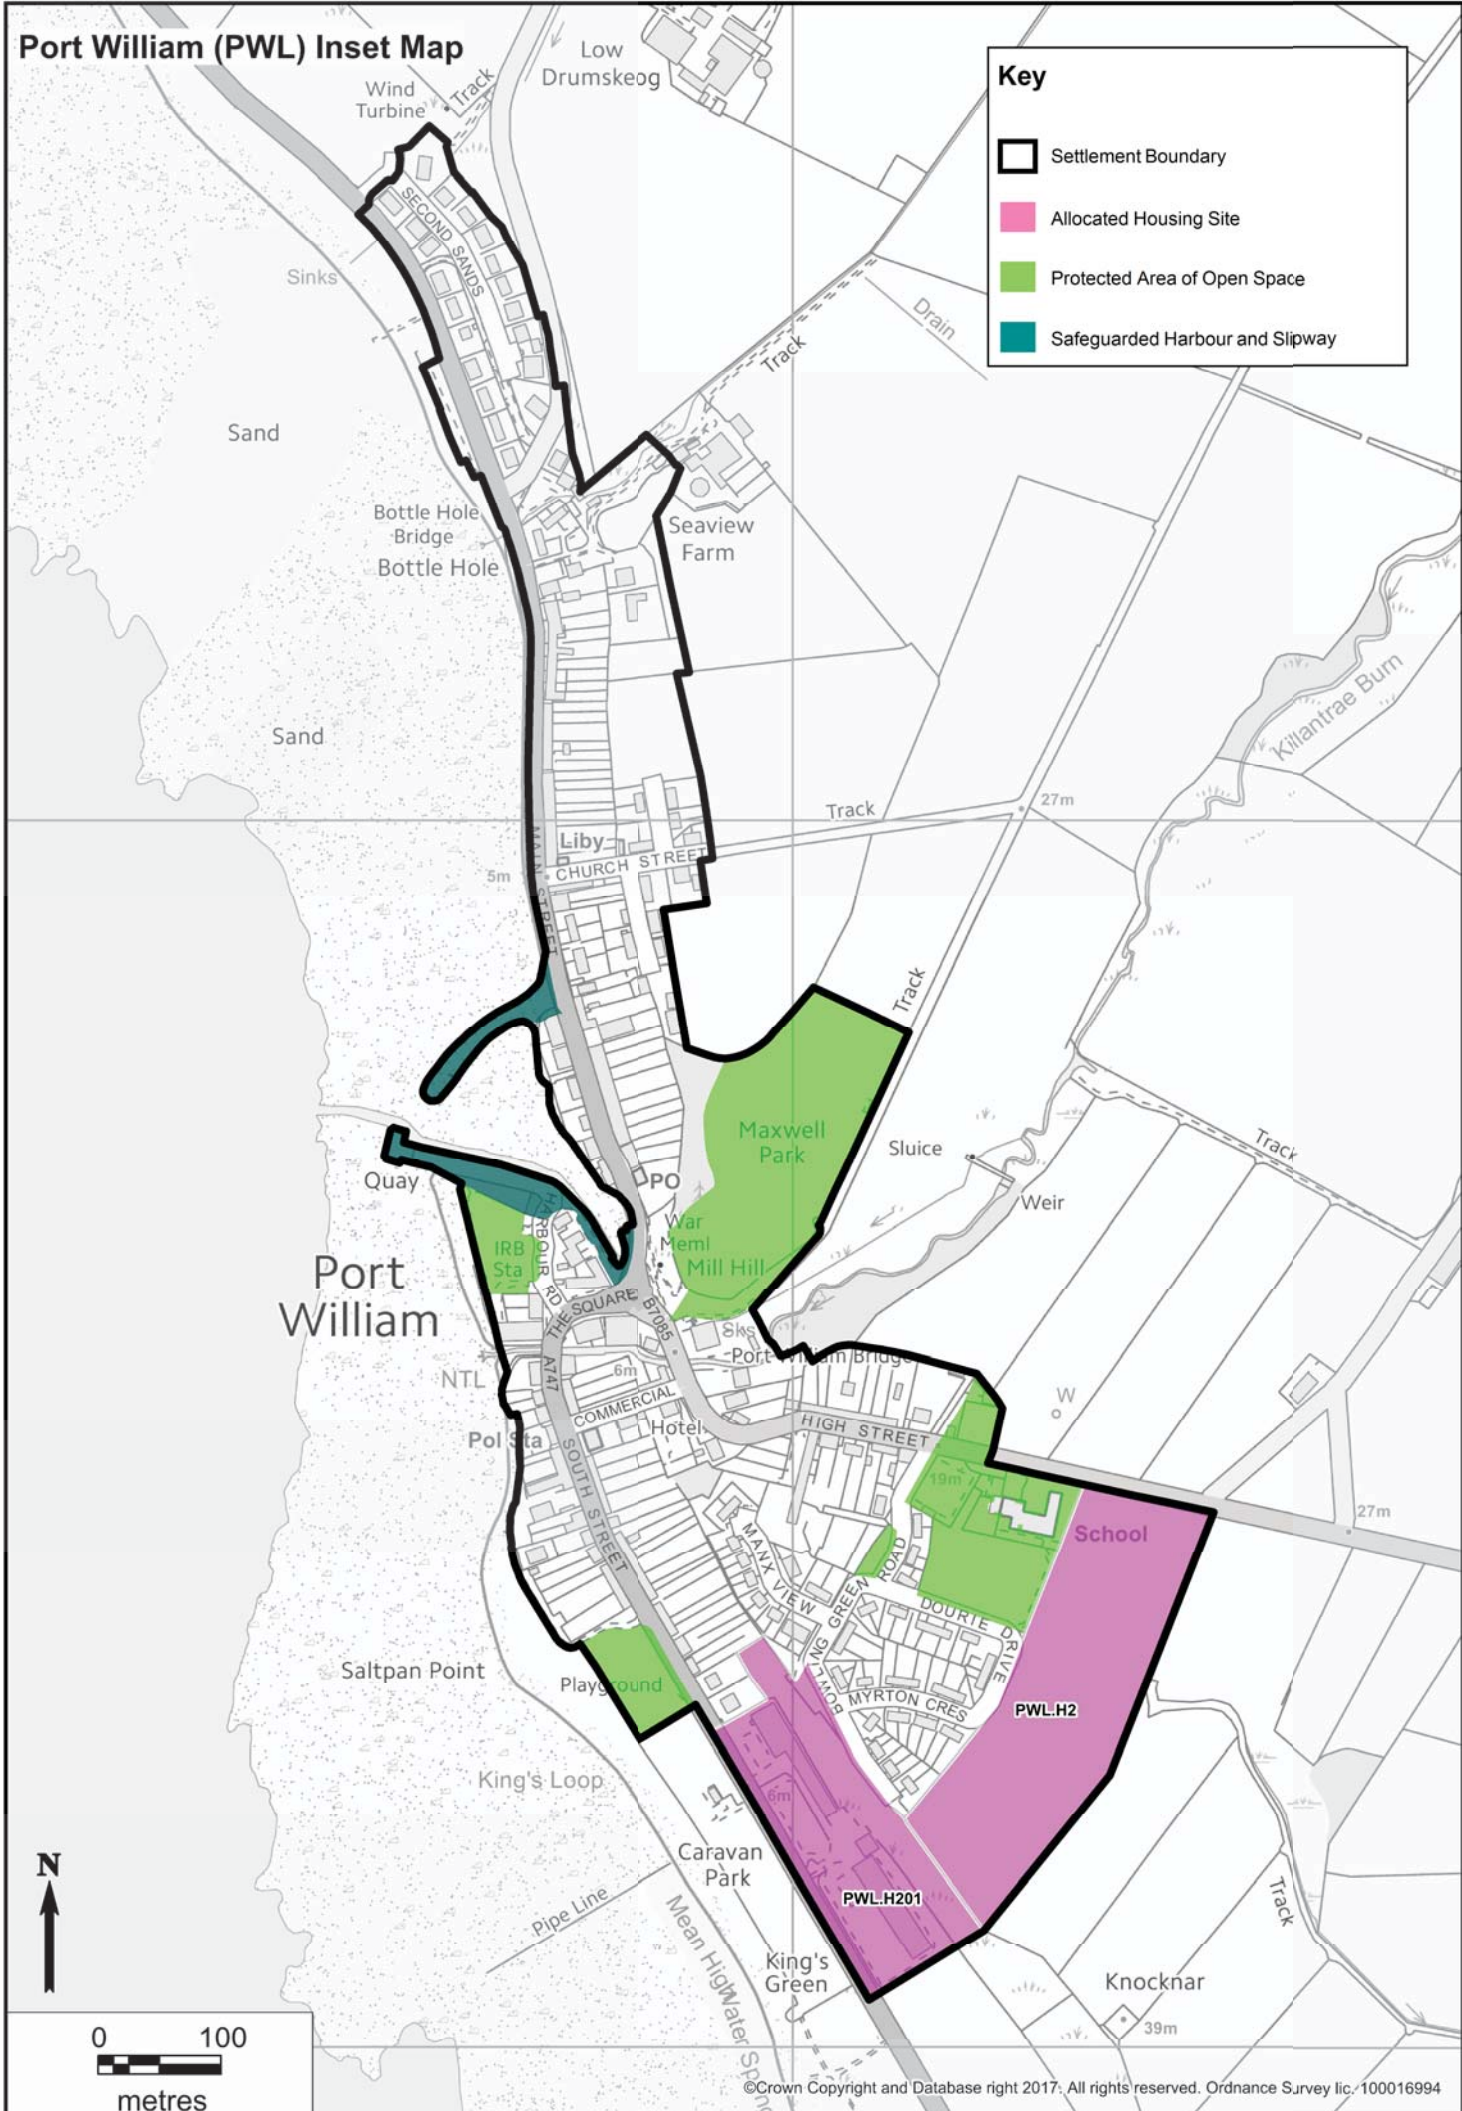 Port William (PWL) Inset Map
Low
Drumskeog
Wind
Turbine
Track
Key
Settlement Boundary
Allocated Housing Site
Protected Area of Open Space
Safeguarded Harbour and Slipway
SECOND SANDS
Sinks
Drain
Track
Sand
Bottle Hole
Bridge
Bottle Hole
Seaview
Farm
Killantrae Burn
Sand
Track
27m
Liby
CHURCH STREET
5m
MAIN STREET
Track
Maxwell
Park
Sluice
Track
Quay
PO
Weir
War
Meml
Mill Hill
HARBOUR RD
IRB
Sta
Port
William
THE SQUARE
B7085
Sks
Port William Bridge
NTL
A747
6m
COMMERCIAL
W
Hotel
HIGH STREET
Pol Sta
SOUTH STREET
19m
27m
School
MANX VIEW
BOWLING GREEN ROAD
DOURIE DRIVE
Saltpan Point
Playground
MYRTON CRES
PWL.H2
King's Loop
6m
Caravan
Park
PWL.H201
N
Pipe Line
Track
Mean High Water Springs
King's
Green
Knocknar
39m
0 100
metres
©Crown Copyright and Database right 2017. All rights reserved. Ordnance Survey lic. 100016994